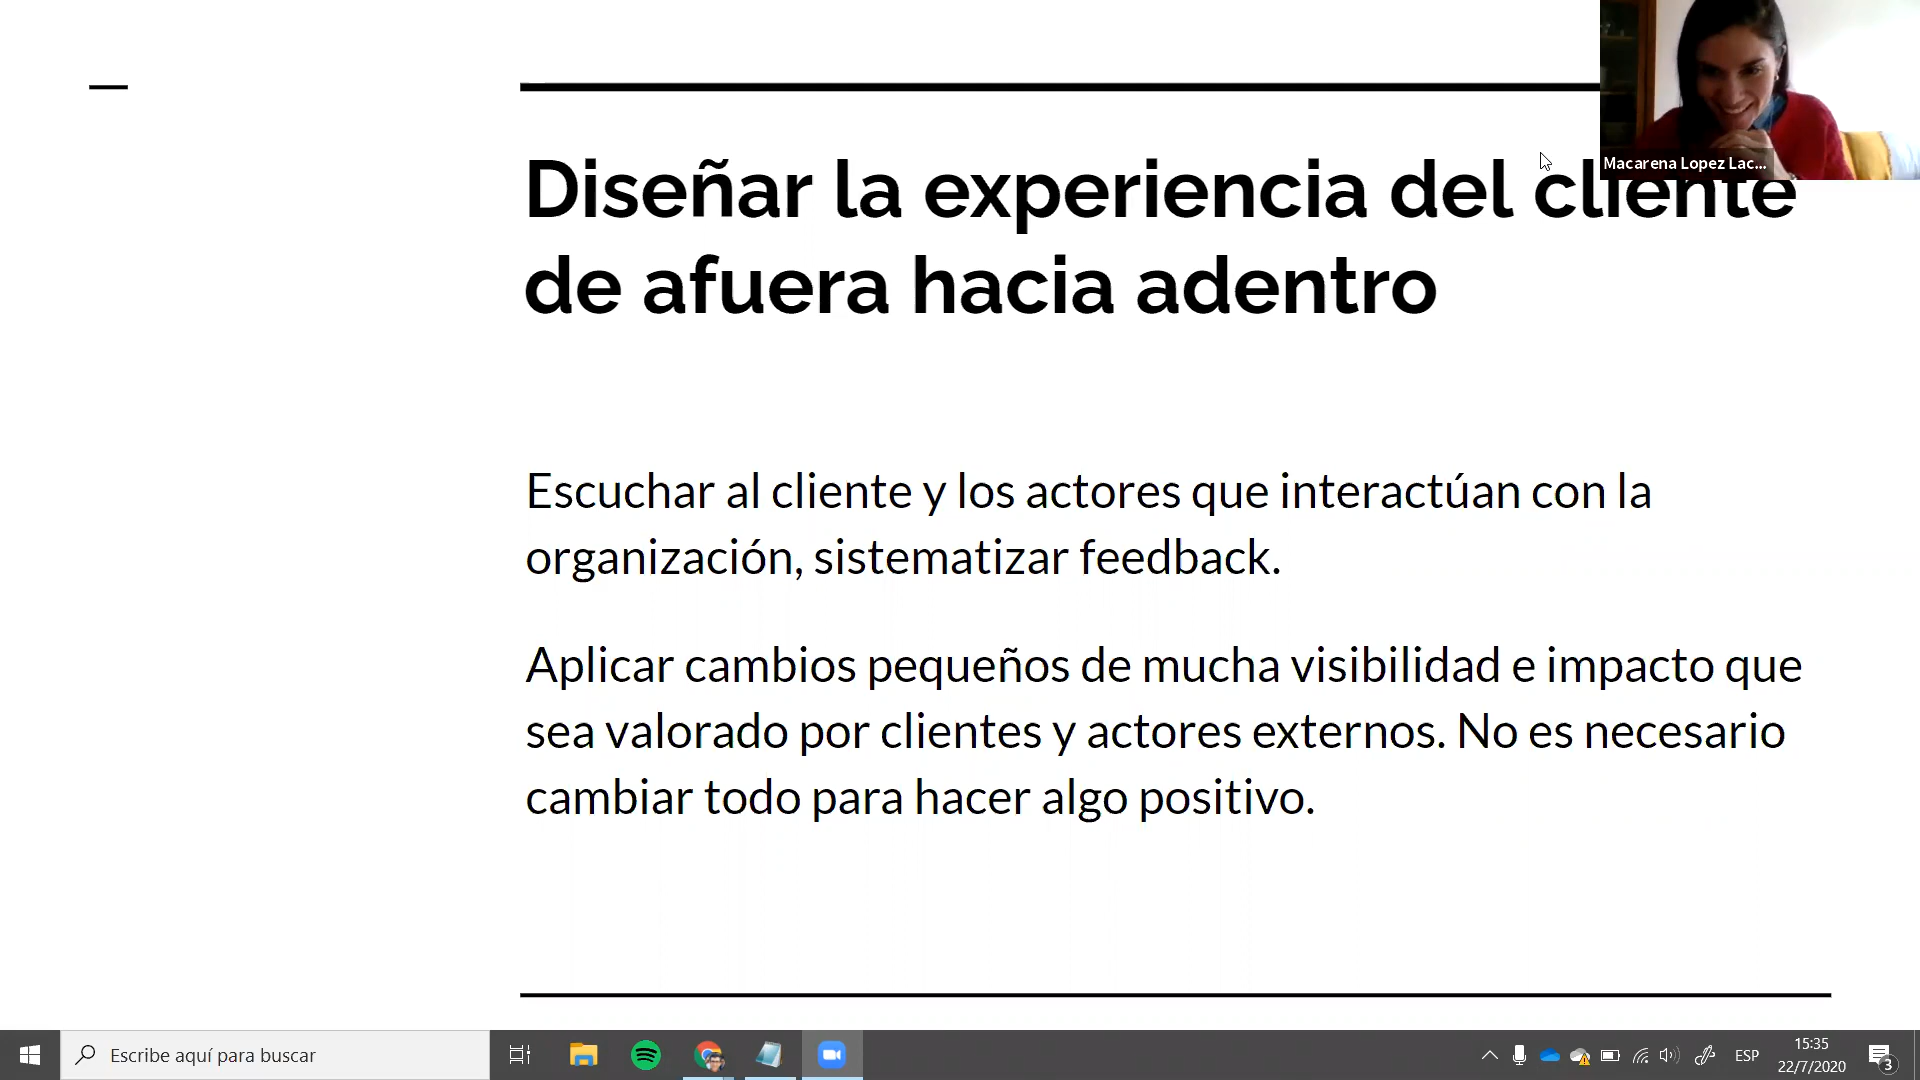 Macarena Lopez Lac...
Diseñar la experiencia del cliente
de afuera hacia adentro
Escuchar al cliente y los actores que interactúan con la
organización, sistematizar feedback.
Aplicar cambios pequeños de mucha visibilidad e impacto que
sea valorado por clientes y actores externos. No es necesario
cambiar todo para hacer algo positivo.
Escribe aquí para buscar
ESP
15:35
22/7/2020
3